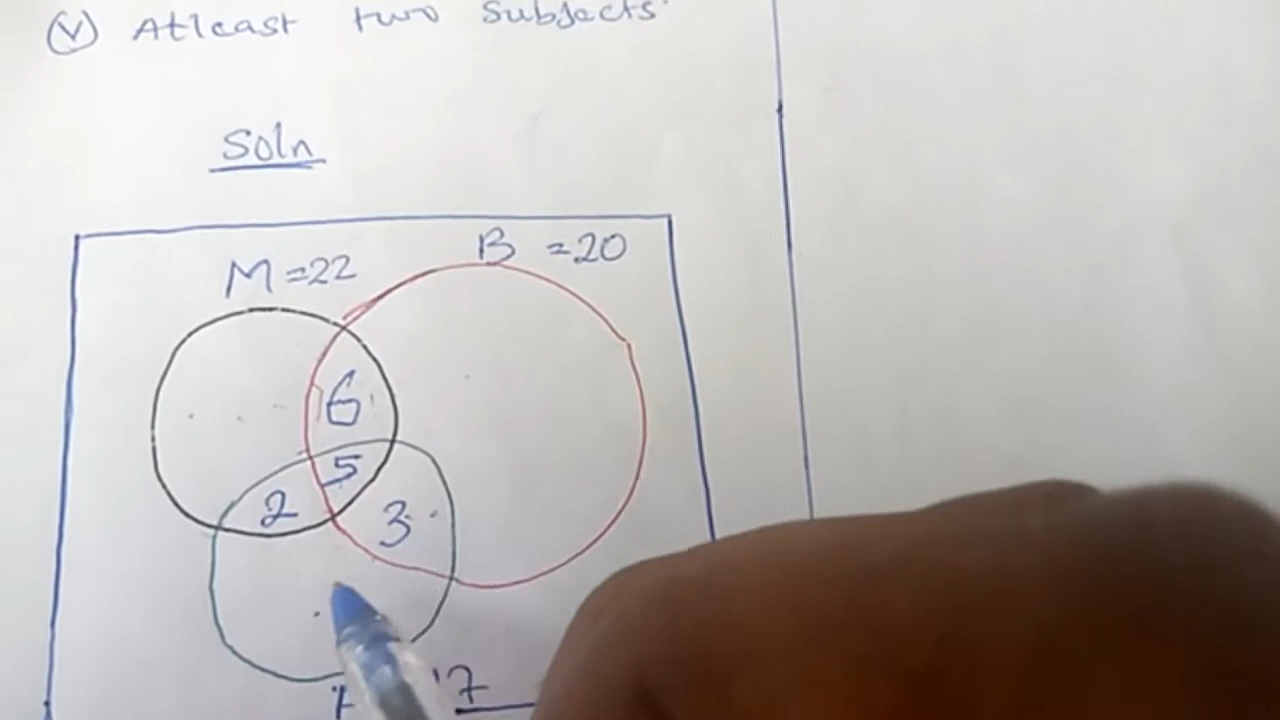 (V) Atleast two Subjects.
Soln
M =22 B =20
6
5
2 3